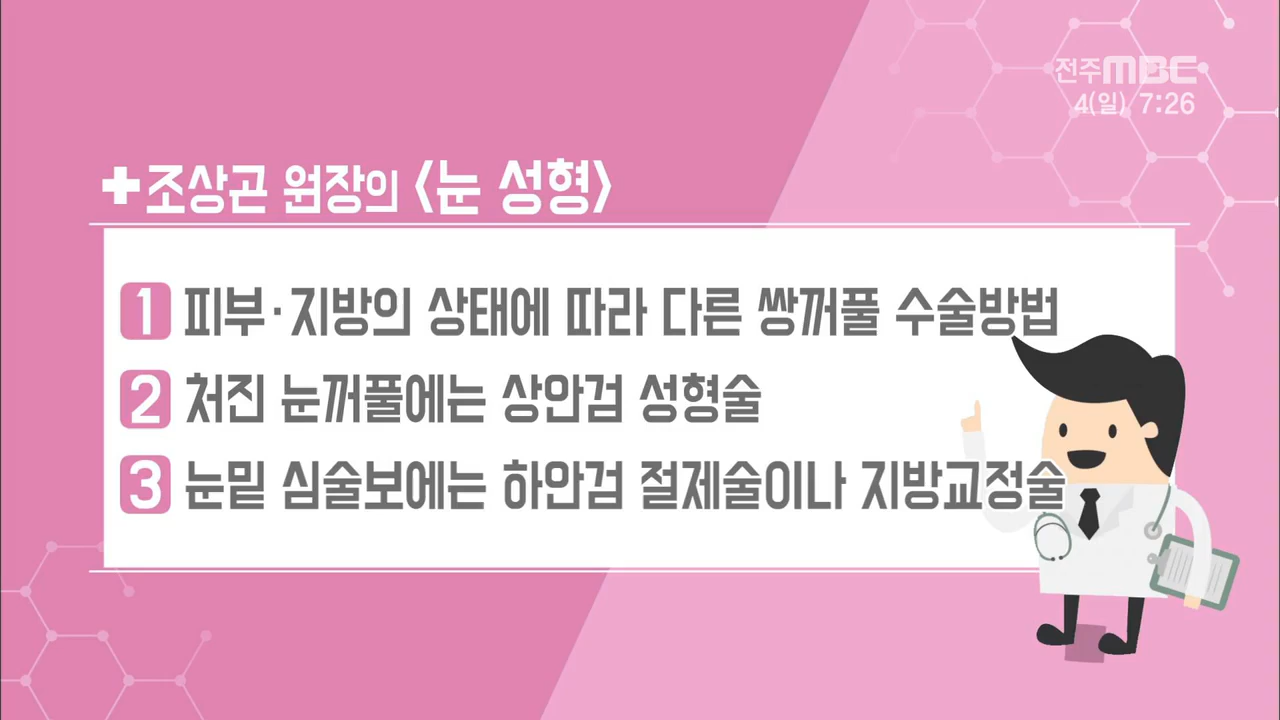 전주MBC
4(일) 7:26
조상곤 원장의 〈눈 성형〉
1 피부·지방의 상태에 따라 다른 쌍꺼풀 수술방법
2 처진 눈꺼풀에는 상안검 성형술
3 눈밑 심술보에는 하안검 절제술이나 지방교정술